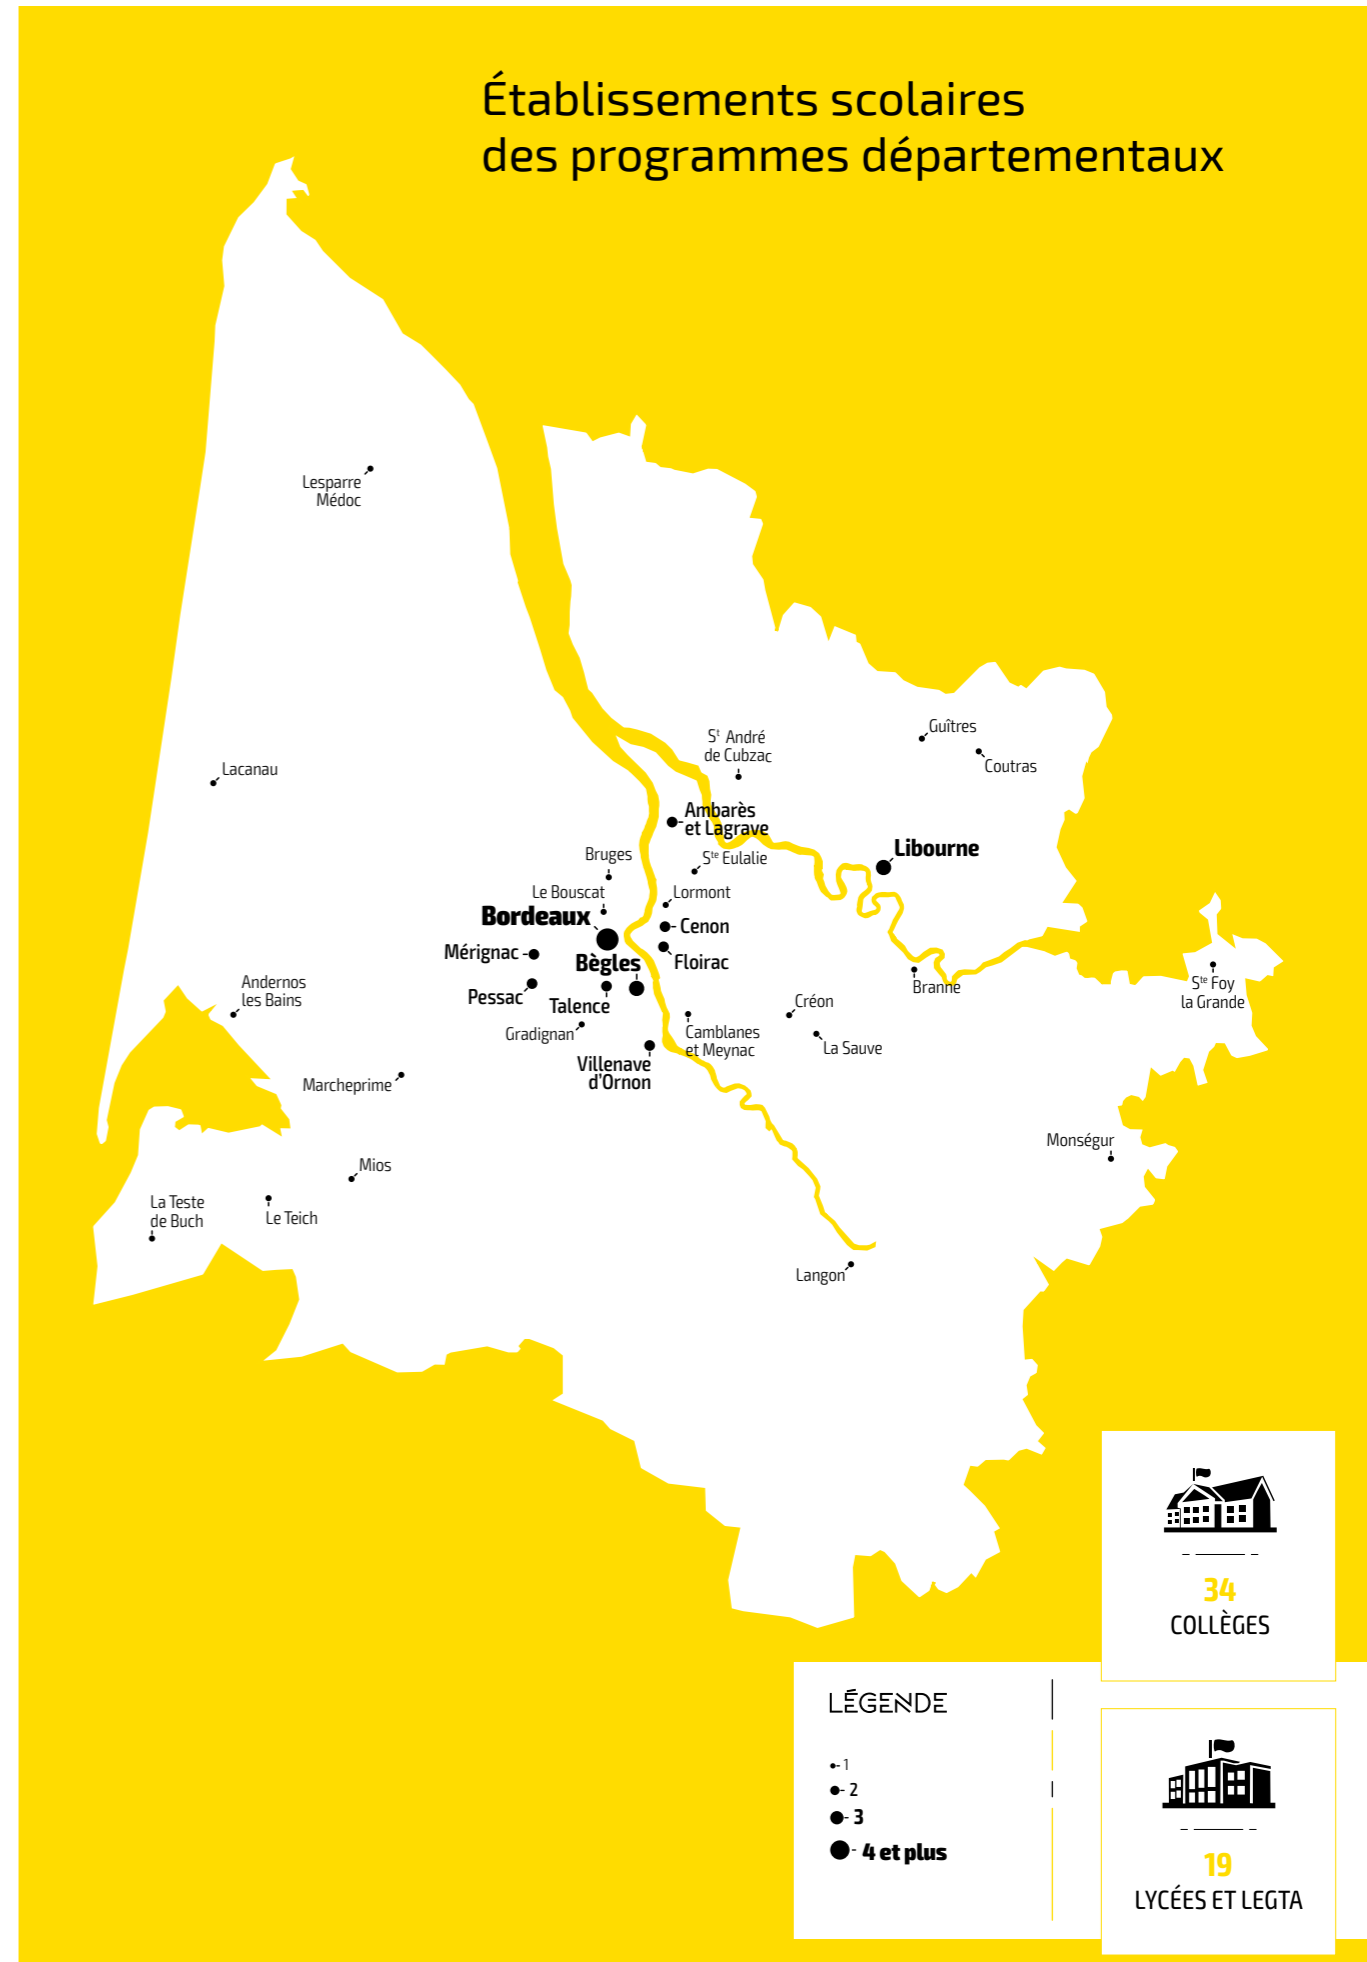 Établissements scolaires
des programmes départementaux
Lesparre
Médoc
Guîtres
St André
de Cubzac
Coutras
Lacanau
Ambarès
et Lagrave
Libourne
Bruges
Ste Eulalie
Le Bouscat
Lormont
Bordeaux
Cenon
Mérignac
Bègles
Floirac
Andernos
les Bains
Pessac
Talence
Branne
Ste Foy
la Grande
Créon
Gradignan
Camblanes
et Meynac
La Sauve
Villenave
d'Ornon
Marcheprime
Monségur
Mios
La Teste
de Buch
Le Teich
Langon
34
COLLÈGES
LÉGENDE
1
2
3
4 et plus
19
LYCÉES ET LEGTA